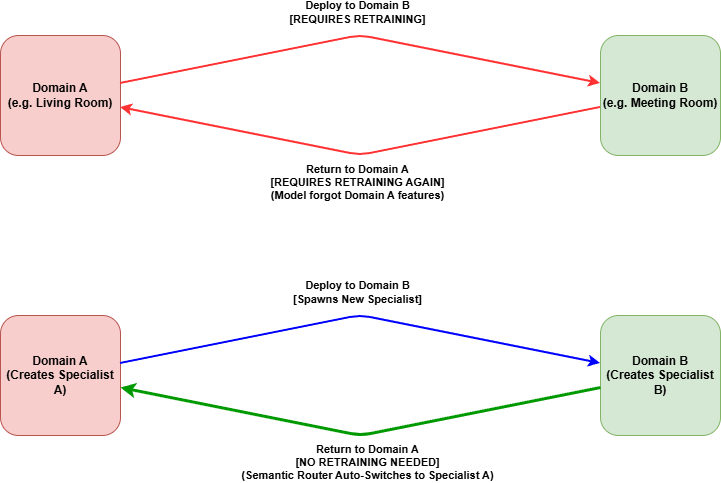 Deploy to Domain B
[REQUIRES RETRAINING]
Domain A
(e.g. Living Room)
Domain B
(e.g. Meeting Room)
Return to Domain A
[REQUIRES RETRAINING AGAIN]
(Model forgot Domain A features)
Deploy to Domain B
[Spawns New Specialist]
Domain A
(Creates Specialist
A)
Domain B
(Creates Specialist
B)
Return to Domain A
[NO RETRAINING NEEDED]
(Semantic Router Auto-Switches to Specialist A)